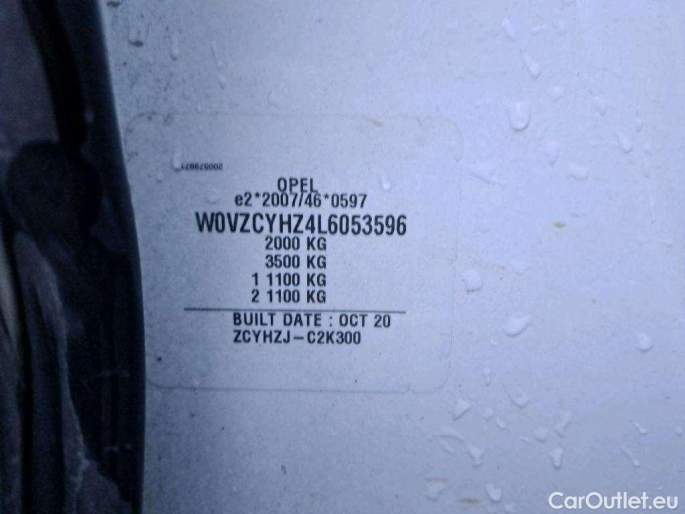 200579971
OPEL
e2*2007/46*0597
W0VZCYHZ4L6053596
2000 KG
3500 KG
1 1100 KG
2 1100 KG
BUILT DATE : OCT 20
ZCYHZJ-C2K300
CarOutlet.eu